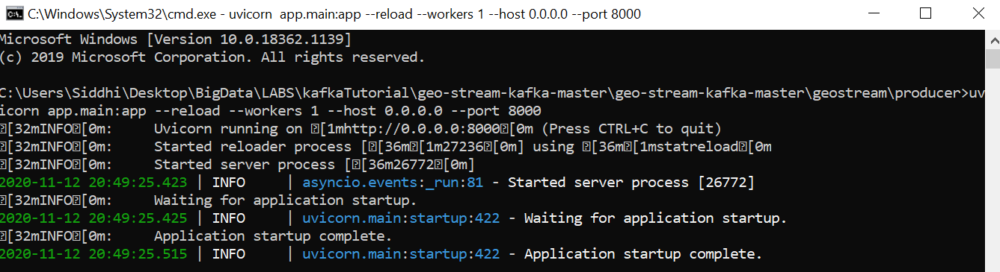 C:\Windows\System32\cmd.exe - uvicorn  app.main:app --reload --workers 1 --host 0.0.0.0 --port 8000
Microsoft Windows [Version 10.0.18362.1139]
(c) 2019 Microsoft Corporation. All rights reserved.
C:\Users\Siddhi\Desktop\BigData\LABS\kafkaTutorial\geo-stream-kafka-master\geo-stream-kafka-master\geostream\producer>uv
icorn app.main:app --reload --workers 1 --host 0.0.0.0 --port 8000
⍰[32mINFO⍰[0m:     Uvicorn running on ⍰[1mhttp://0.0.0.0:8000⍰[0m (Press CTRL+C to quit)
⍰[32mINFO⍰[0m:     Started reloader process [⍰[36m⍰[1m27236⍰[0m] using ⍰[36m⍰[1mstatreload⍰[0m
⍰[32mINFO⍰[0m:     Started server process [⍰[36m26772⍰[0m]
2020-11-12 20:49:25.423 | INFO     | asyncio.events:_run:81 - Started server process [26772]
⍰[32mINFO⍰[0m:     Waiting for application startup.
2020-11-12 20:49:25.425 | INFO     | uvicorn.main:startup:422 - Waiting for application startup.
⍰[32mINFO⍰[0m:     Application startup complete.
2020-11-12 20:49:25.515 | INFO     | uvicorn.main:startup:422 - Application startup complete.